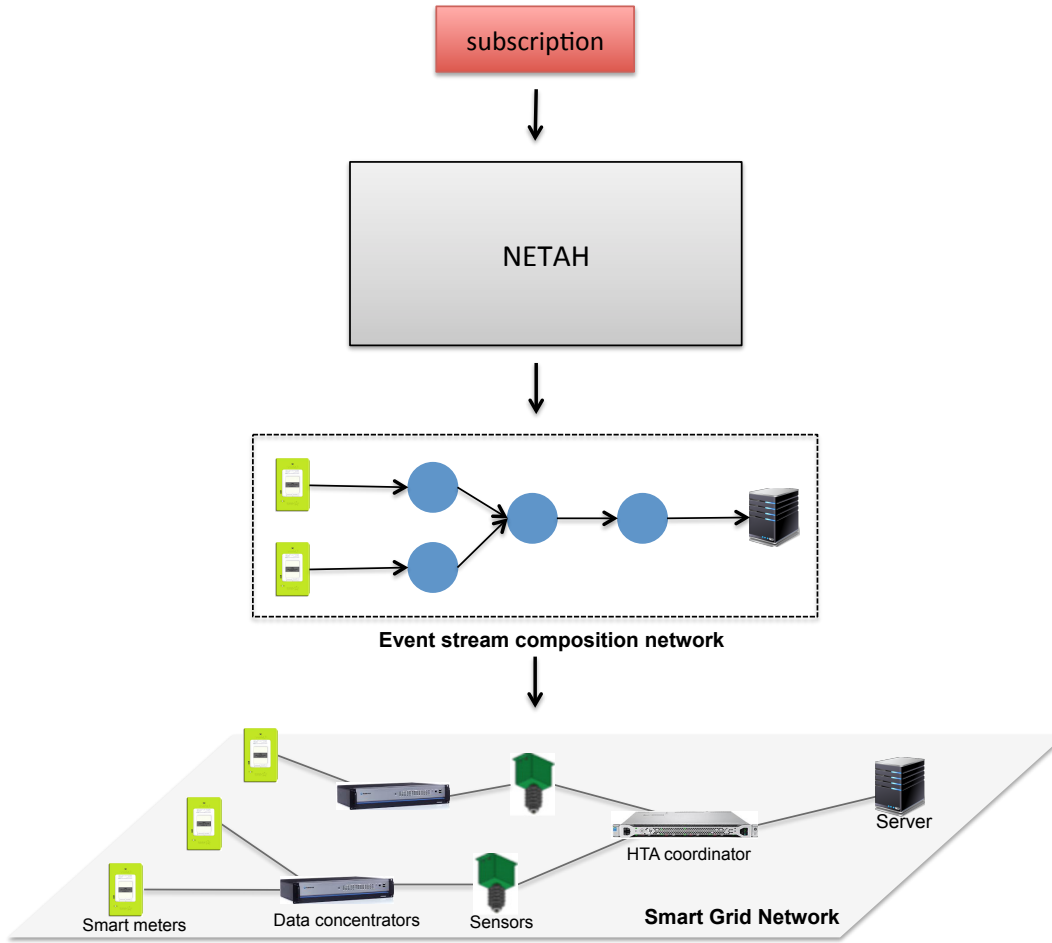 subscription
NETAH
Event stream composition network
Server
HTA coordinator
Smart meters
Data concentrators
Sensors
Smart Grid Network